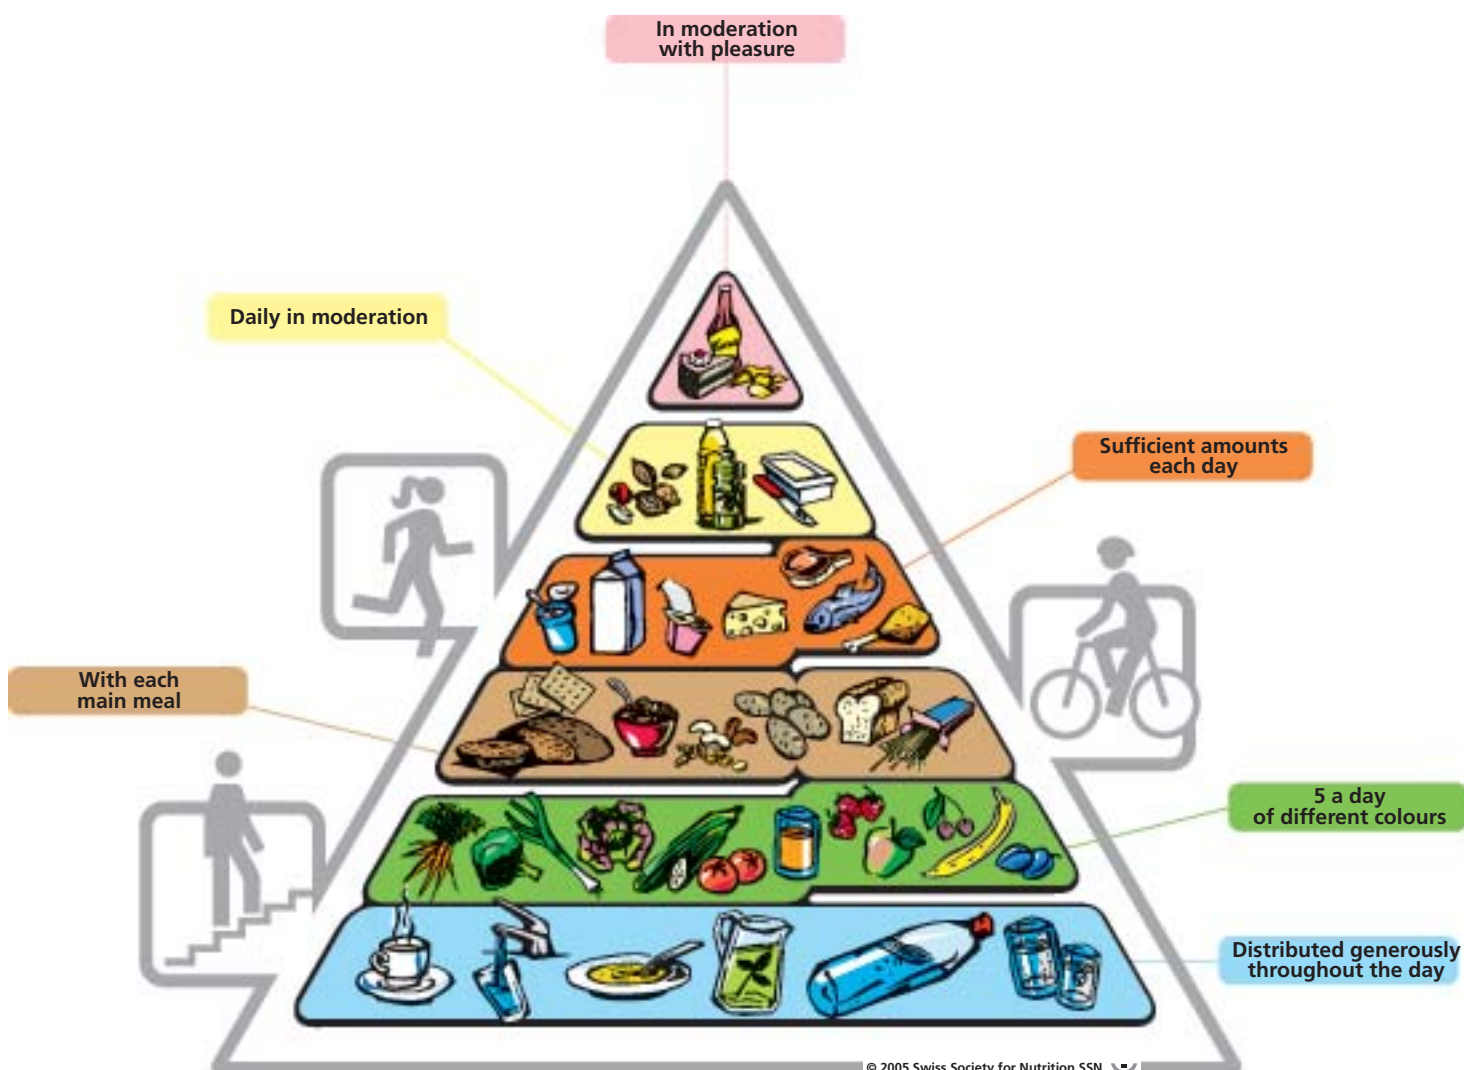 In moderation
with pleasure
Daily in moderation
Sufficient amounts
each day
With each
main meal
5 a day
of different colours
Distributed generously
throughout the day
© 2005 Swiss Society for Nutrition SSN